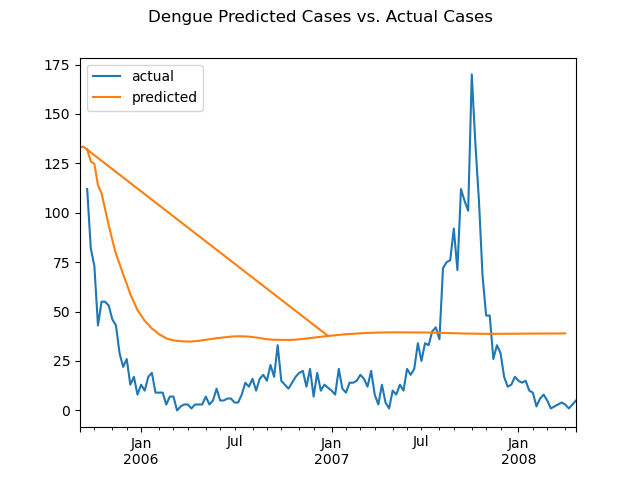 Dengue Predicted Cases vs. Actual Cases
175
150
125
100
75
50
25
0
actual
predicted
Jan
2006
Jul
Jan
2007
Jul
Jan
2008